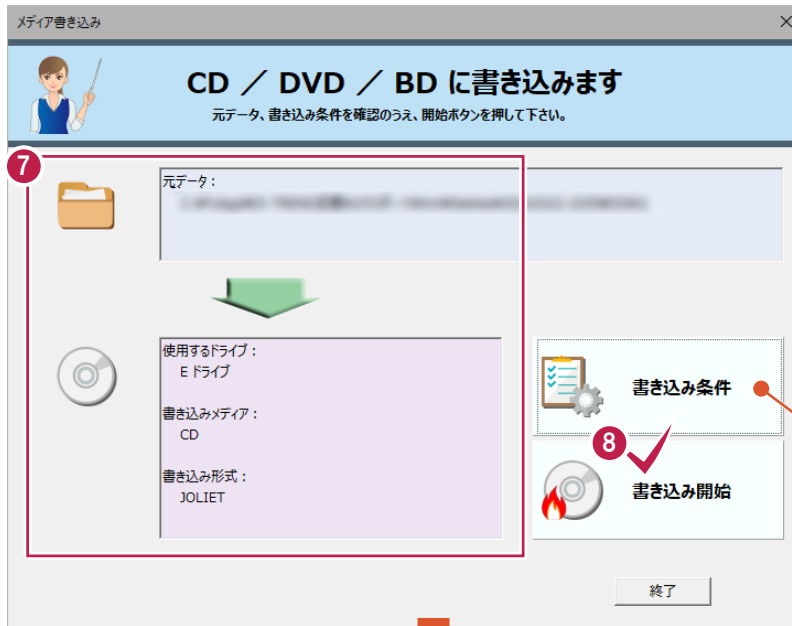 メディア書き込み
CD ／ DVD ／ BD に書き込みます
元データ、書き込み条件を確認のうえ、開始ボタンを押して下さい。
7
元データ：
使用するドライブ：
E ドライブ
書き込みメディア：
CD
書き込み形式：
JOLIET
書き込み条件
8
書き込み開始
終了